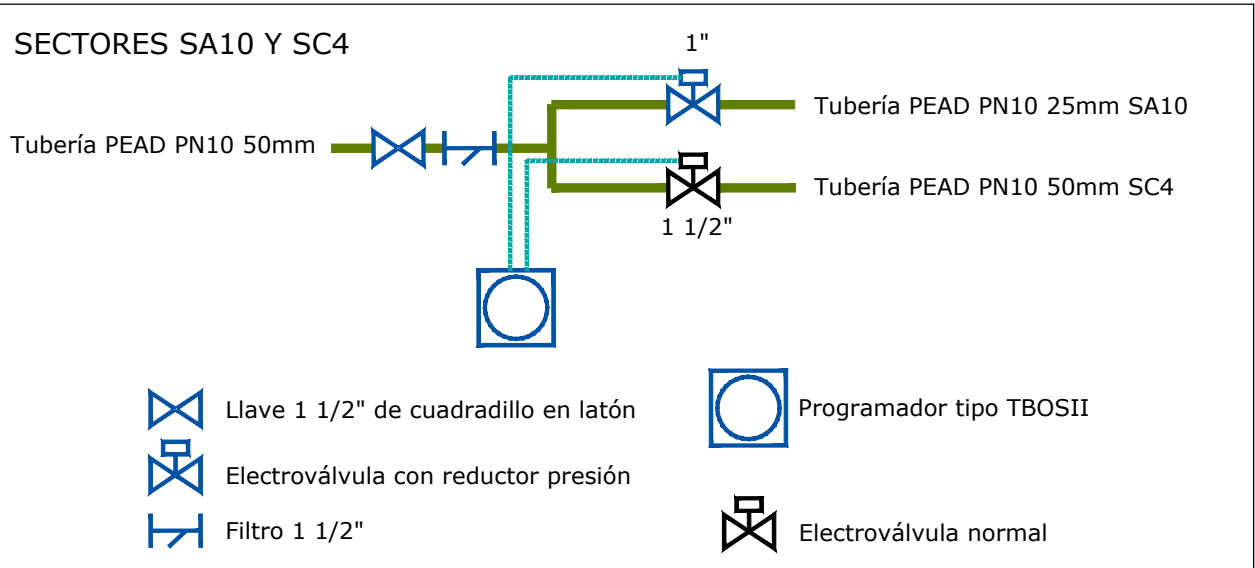 SECTORES SA10 Y SC4
1"
Tubería PEAD PN10 25mm SA10
Tubería PEAD PN10 50mm
Tubería PEAD PN10 50mm SC4
1 1/2"
Llave 1 1/2" de cuadradillo en latón
Programador tipo TBOSII
Electroválvula con reductor presión
Filtro 1 1/2"
Electroválvula normal